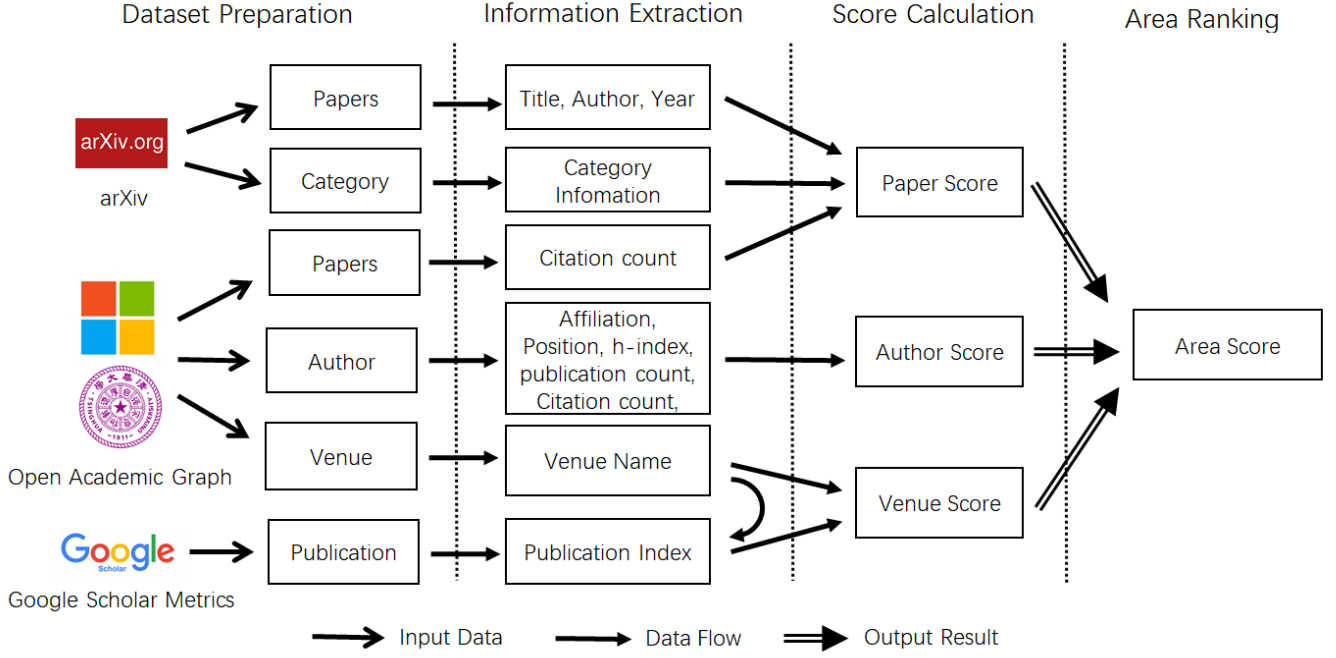 Dataset Preparation
Information Extraction
Score Calculation
Area Ranking
Papers
Title, Author, Year
arXiv.org
arXiv
Category
Category
Infomation
Paper Score
Papers
Citation count
Author
Affiliation,
Position, h-index,
publication count,
Citation count,
Author Score
Area Score
TSINGHUA UNIVERSITY
-1911-
Open Academic Graph
Venue
Venue Name
Venue Score
Google
Scholar
Google Scholar Metrics
Publication
Publication Index
Input Data
Data Flow
Output Result